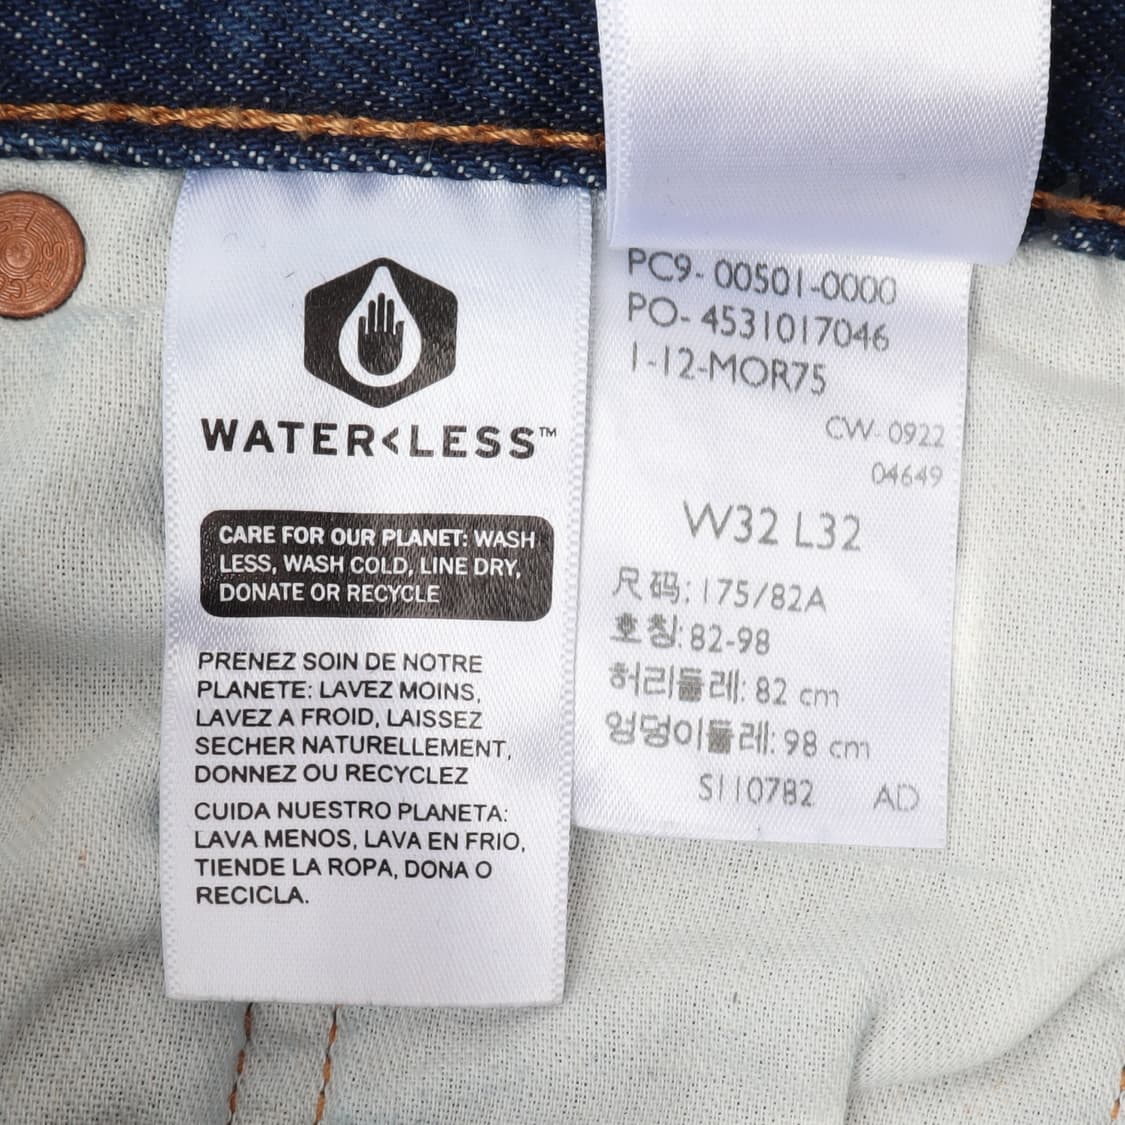 WATER<LESS™
CARE FOR OUR PLANET: WASH
LESS, WASH COLD, LINE DRY,
DONATE OR RECYCLE
PRENEZ SOIN DE NOTRE
PLANETE: LAVEZ MOINS,
LAVEZ A FROID, LAISSEZ
SECHER NATURELLEMENT,
DONNEZ OU RECYCLEZ
CUIDA NUESTRO PLANETA:
LAVA MENOS, LAVA EN FRIO,
TIENDE LA ROPA, DONA O
RECICLA.
PC9- 00501-0000
PO- 4531017046
1-12-MOR75
CW- 0922
04649
W32 L32
尺码: 175/82A
호칭: 82-98
허리둘레: 82 cm
엉덩이둘레: 98 cm
S110782 AD